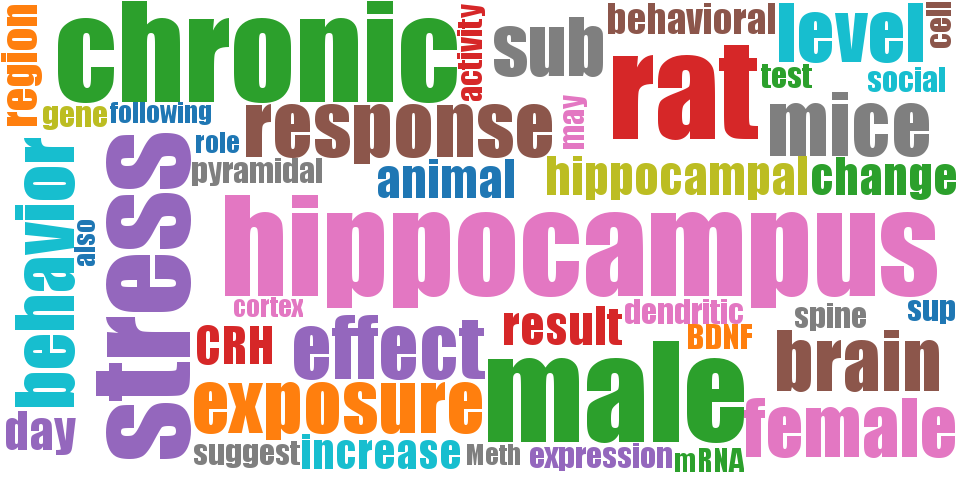 region
chronic
activity
sub
behavioral
level
cell
rat
test
social
gene
following
response
may
mice
role
behavior
stress
pyramidal
animal
hippocampal
change
also
hippocampus
cortex
dendritic
sup
spine
CRH
effect
result
BDNF
brain
male
exposure
female
day
suggest
increase
Meth
expression
mRNA